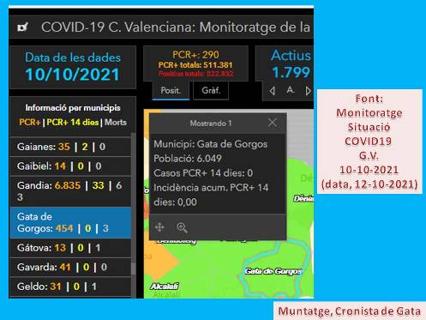 COVID-19 C. Valenciana: Monitoratge de la
Data de les dades
10/10/2021
PCR+: 290
PCR+ totals: 511.381
Positius totals: 522.832
Actius
1.799
Posit.
Gràf.
A.
Informació per municipis
PCR+ | PCR+ 14 dies | Morts
Gaianes: 35 | 2 | 0
Gaibiel: 14 | 0 | 0
Gandia: 6.835 | 33 | 6
3
Gata de
Gorgos: 454 | 0 | 3
Gátova: 13 | 0 | 1
Gavarda: 41 | 0 | 0
Geldo: 31 | 0 | 1
Mostrando 1
Municipi: Gata de Gorgos
Població: 6.049
Casos PCR+ 14 dies: 0
Incidència acum. PCR+ 14
dies: 0,00
Gata de Gorgos
Alcalalí
Font:
Monitoratge
Situació
COVID19
G.V.
10-10-2021
(data, 12-10-2021)
Muntatge, Cronista de Gata